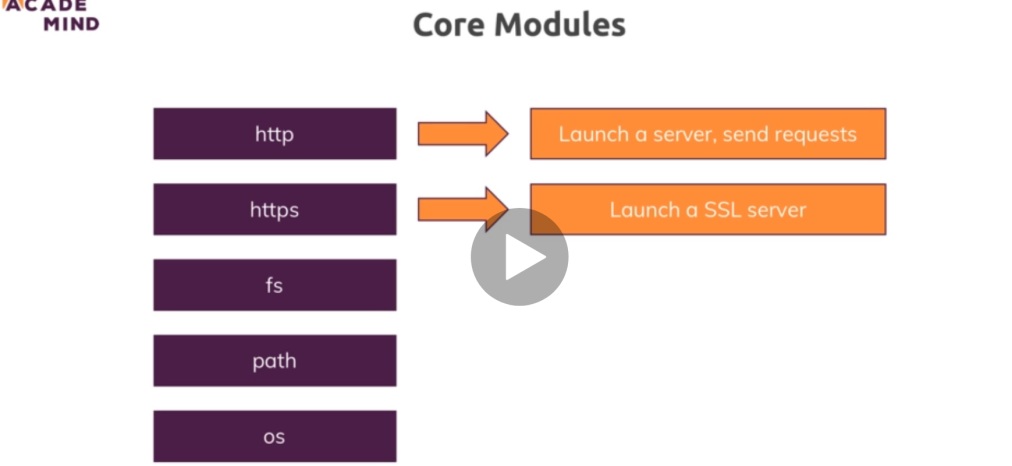 ACADE
MIND
Core Modules
http
Launch a server, send requests
https
Launch a SSL server
fs
path
os